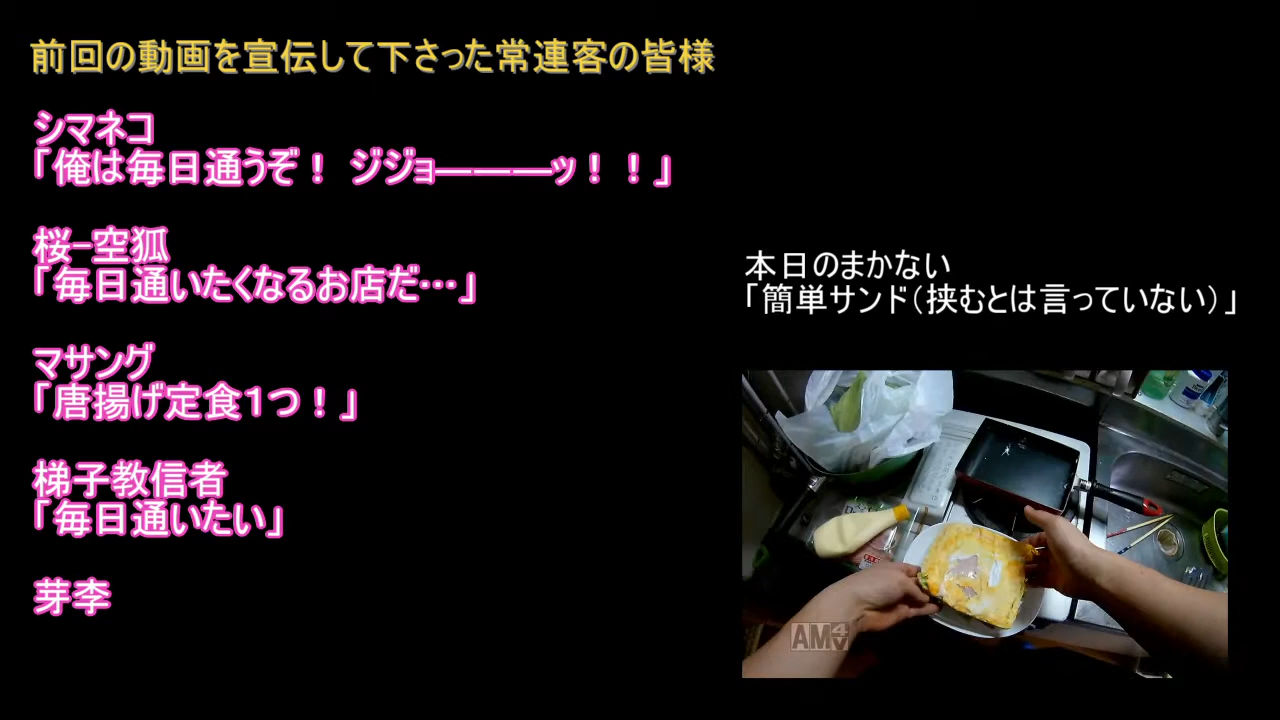 前回の動画を宣伝して下さった常連客の皆様
シマネコ
「俺は毎日通うぞ！ ジジョ―――ッ！！」
桜-空狐
「毎日通いたくなるお店だ…」
マサング
「唐揚げ定食１つ！」
梯子教信者
「毎日通いたい」
芽李
本日のまかない
「簡単サンド（挟むとは言っていない）」
AM4V